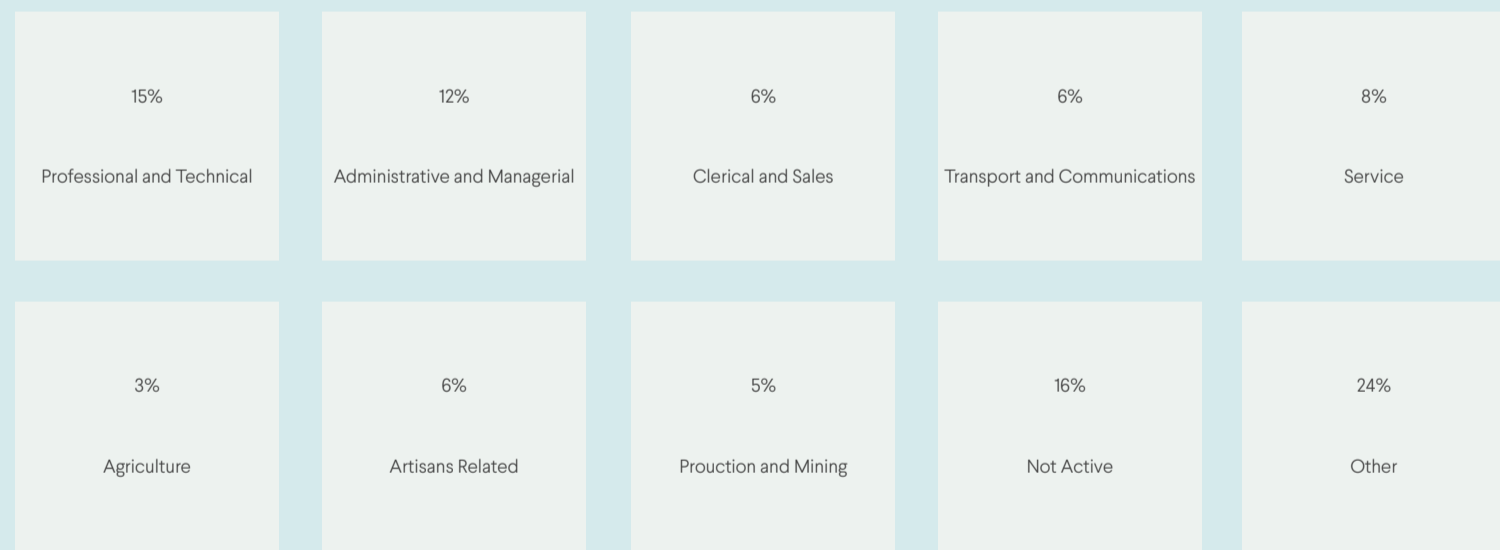 15%
Professional and Technical
12%
Administrative and Managerial
6%
Clerical and Sales
6%
Transport and Communications
8%
Service
3%
Agriculture
6%
Artisans Related
5%
Prouction and Mining
16%
Not Active
24%
Other